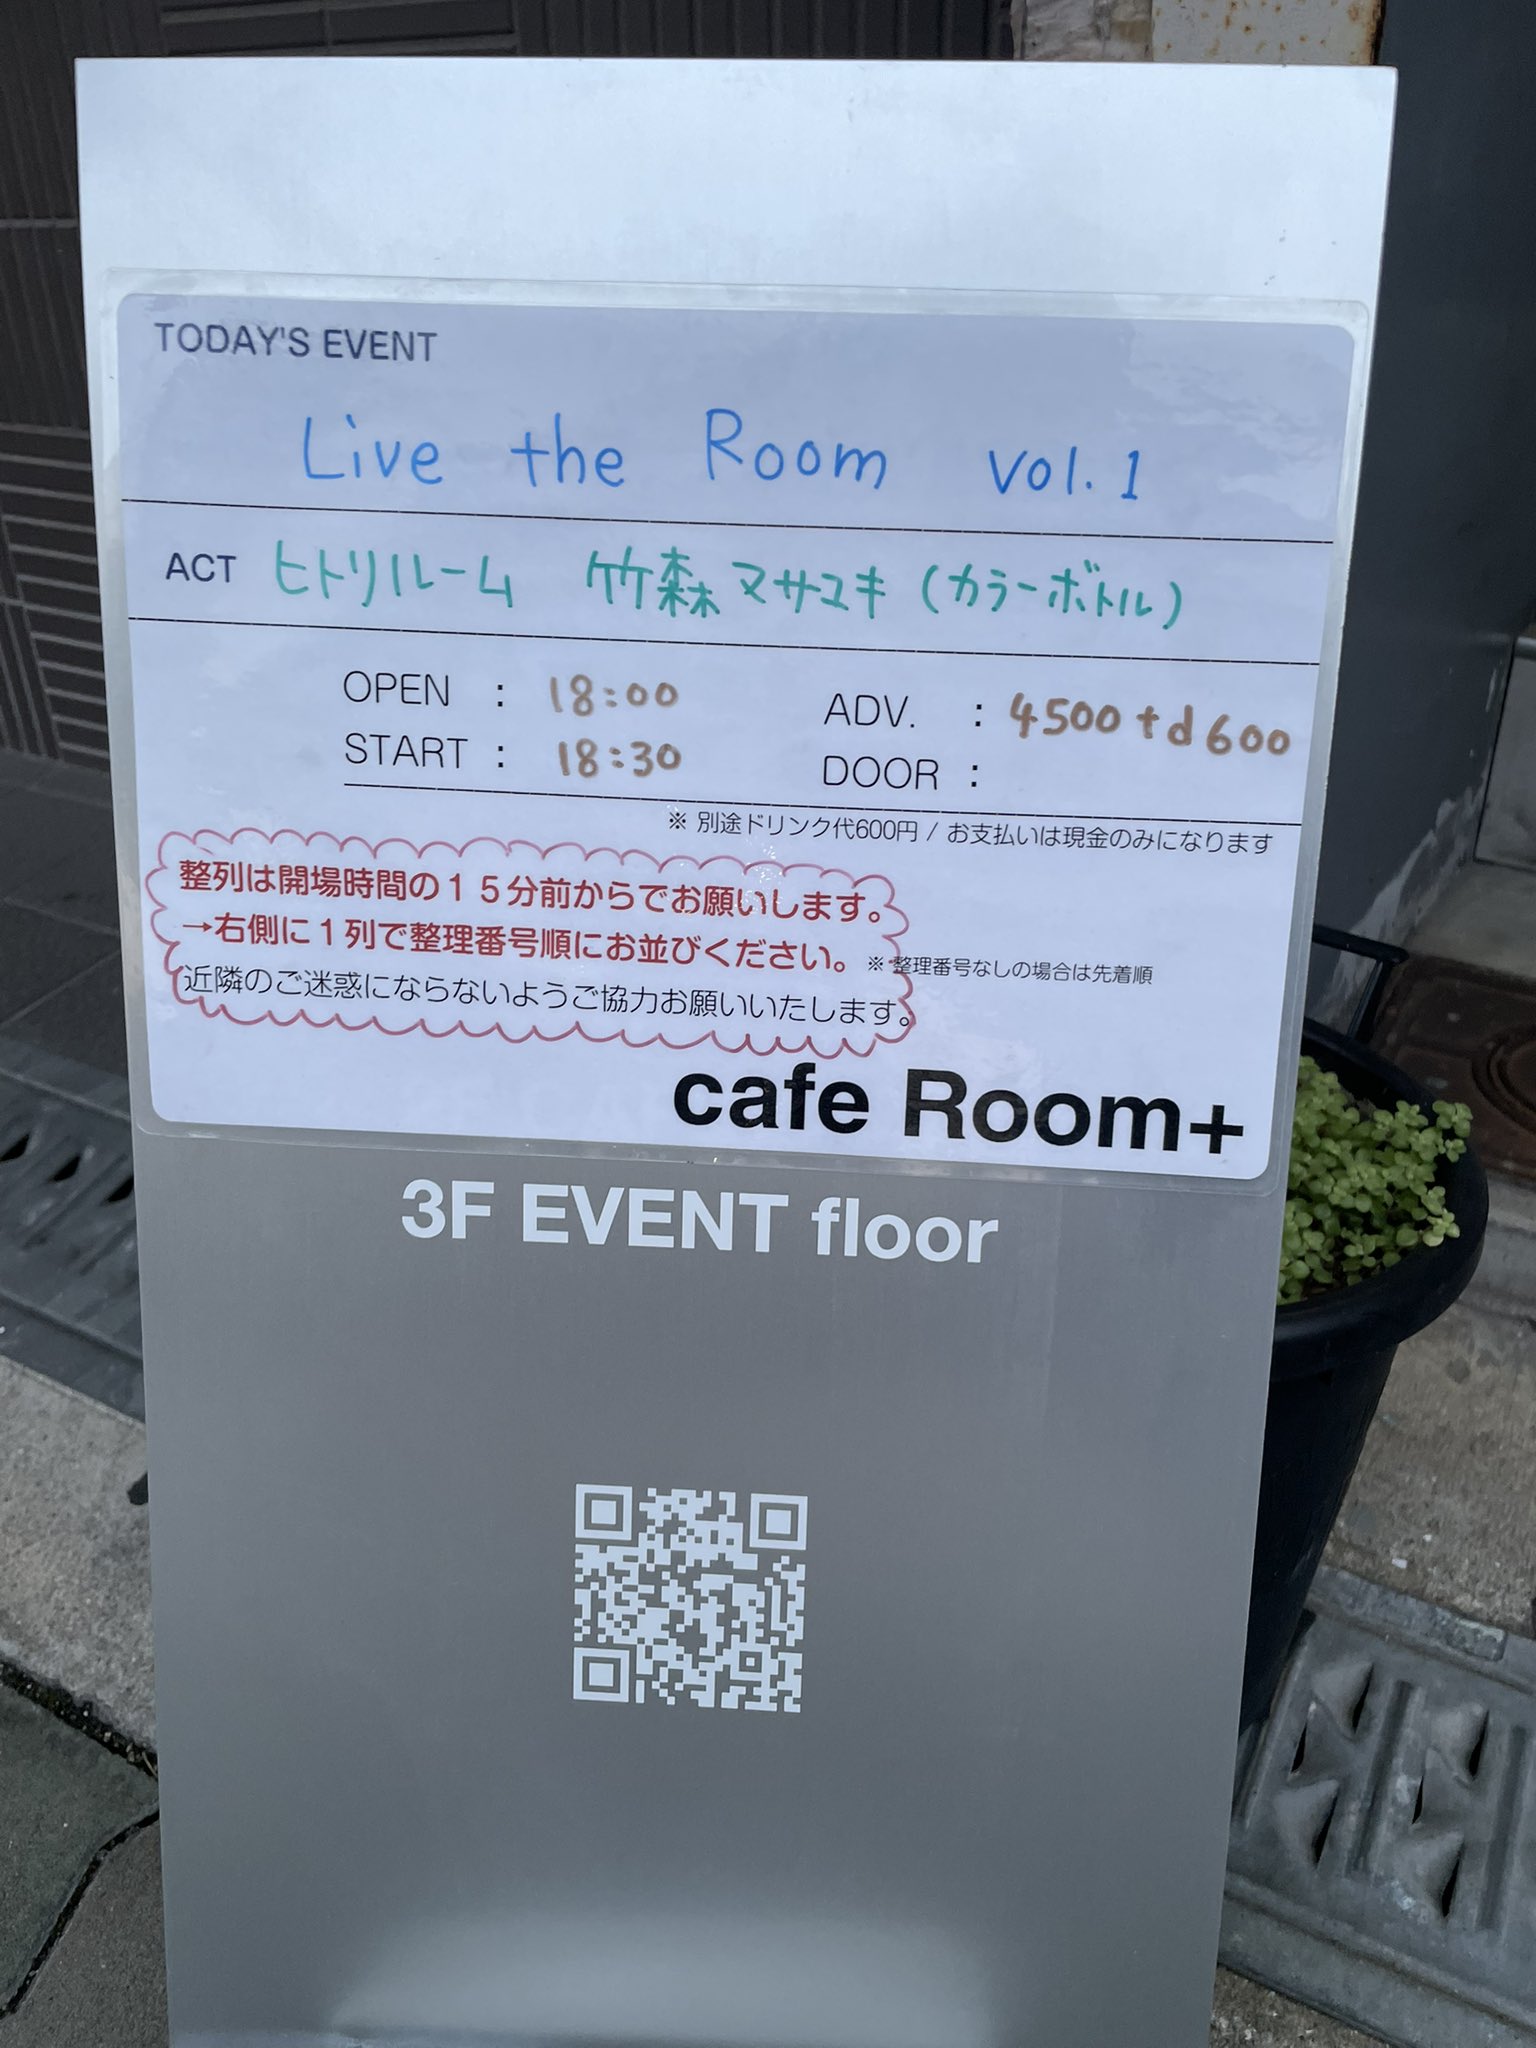 TODAY'S EVENT
Live the Room vol.1
ACT ヒトリルーム 竹森マサユキ(カラーボトル)
OPEN : 18:00
START : 18:30
ADV. : 4500+d600
DOOR :
※ 別途ドリンク代600円 / お支払いは現金のみになります
整列は開場時間の15分前からでお願いします。
→右側に1列で整理番号順にお並びください。 ※ 整理番号なしの場合は先着順
近隣のご迷惑にならないようご協力お願いいたします。
cafe Room+
3F EVENT floor